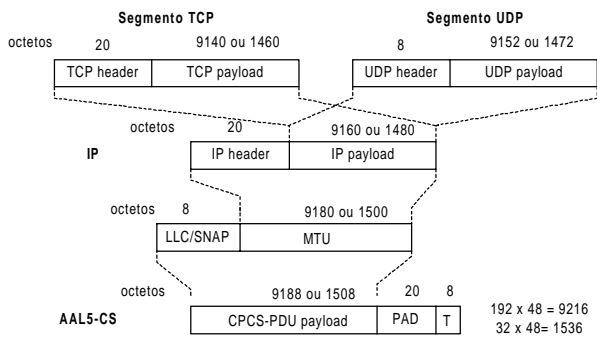 Segmento TCP Segmento UDP
octetos 20 9140 ou 1460 8 9152 ou 1472
TCP header TCP payload UDP header UDP payload
octetos 20 9160 ou 1480
IP IP header IP payload
octetos 8 9180 ou 1500
LLC/SNAP MTU
octetos 9188 ou 1508 20 8
AAL5-CS CPCS-PDU payload PAD T
192 x 48 = 9216
32 x 48= 1536